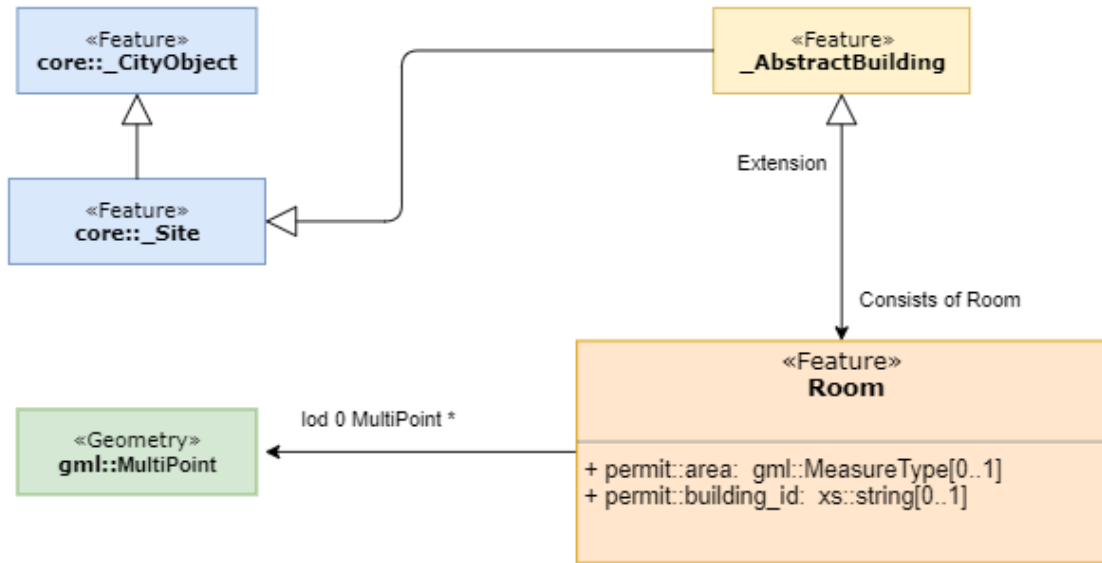 «Feature»
core::_CityObject
«Feature»
_AbstractBuilding
Extension
«Feature»
core::_Site
Consists of Room
«Feature»
Room
lod 0 MultiPoint *
«Geometry»
gml::MultiPoint
+ permit::area: gml::MeasureType[0..1]
+ permit::building_id: xs::string[0..1]